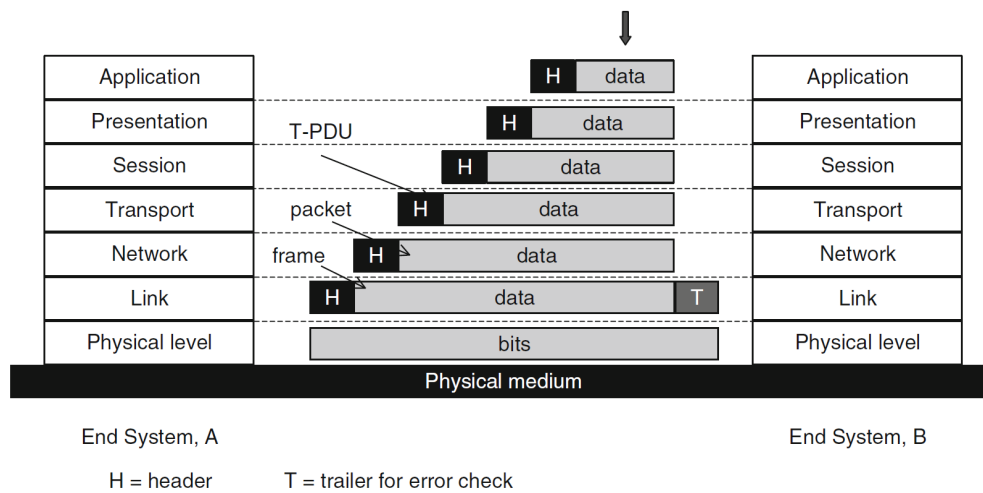 Application H data Application
Presentation H data Presentation
T-PDU
Session H data Session
Transport H data Transport
packet
Network H data Network
frame
Link H data T Link
Physical level bits Physical level
Physical medium
End System, A End System, B
H = header T = trailer for error check